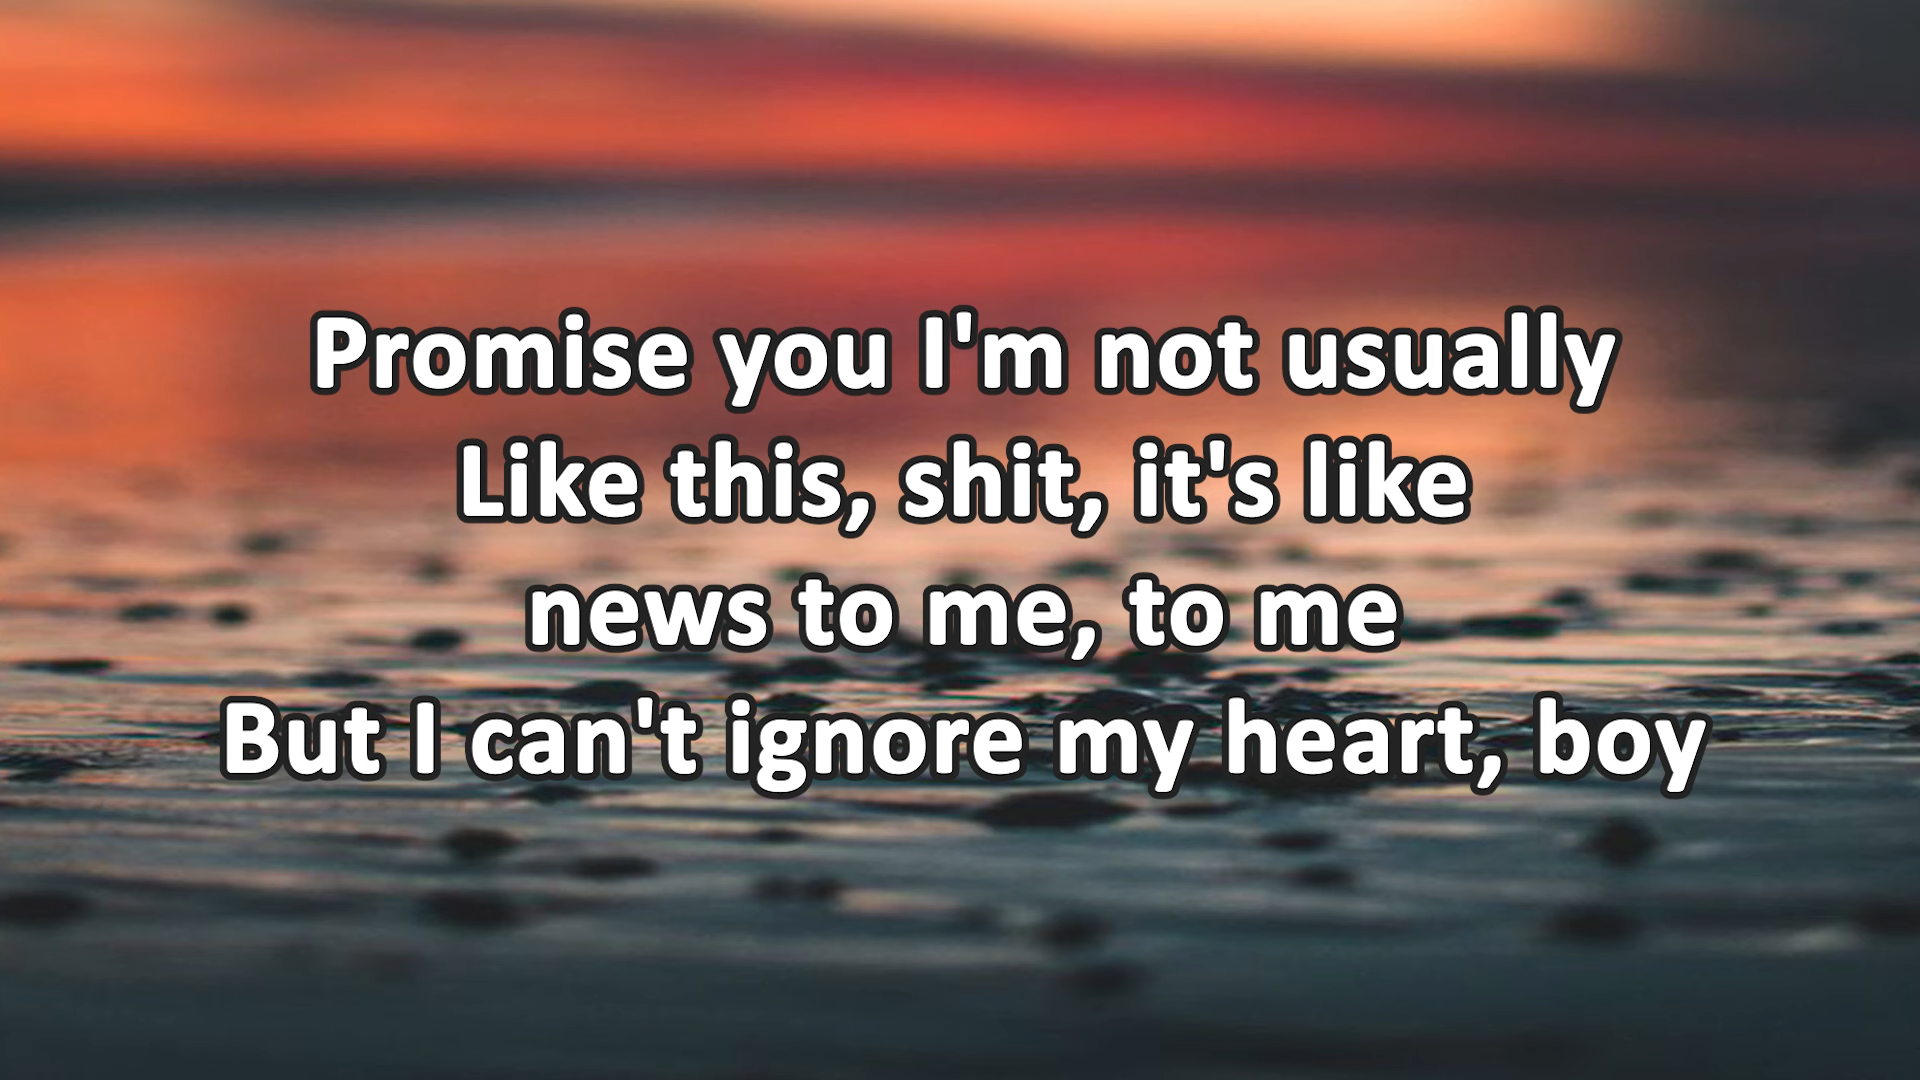 Promise you I'm not usually
Like this, shit, it's like
news to me, to me
But I can't ignore my heart, boy